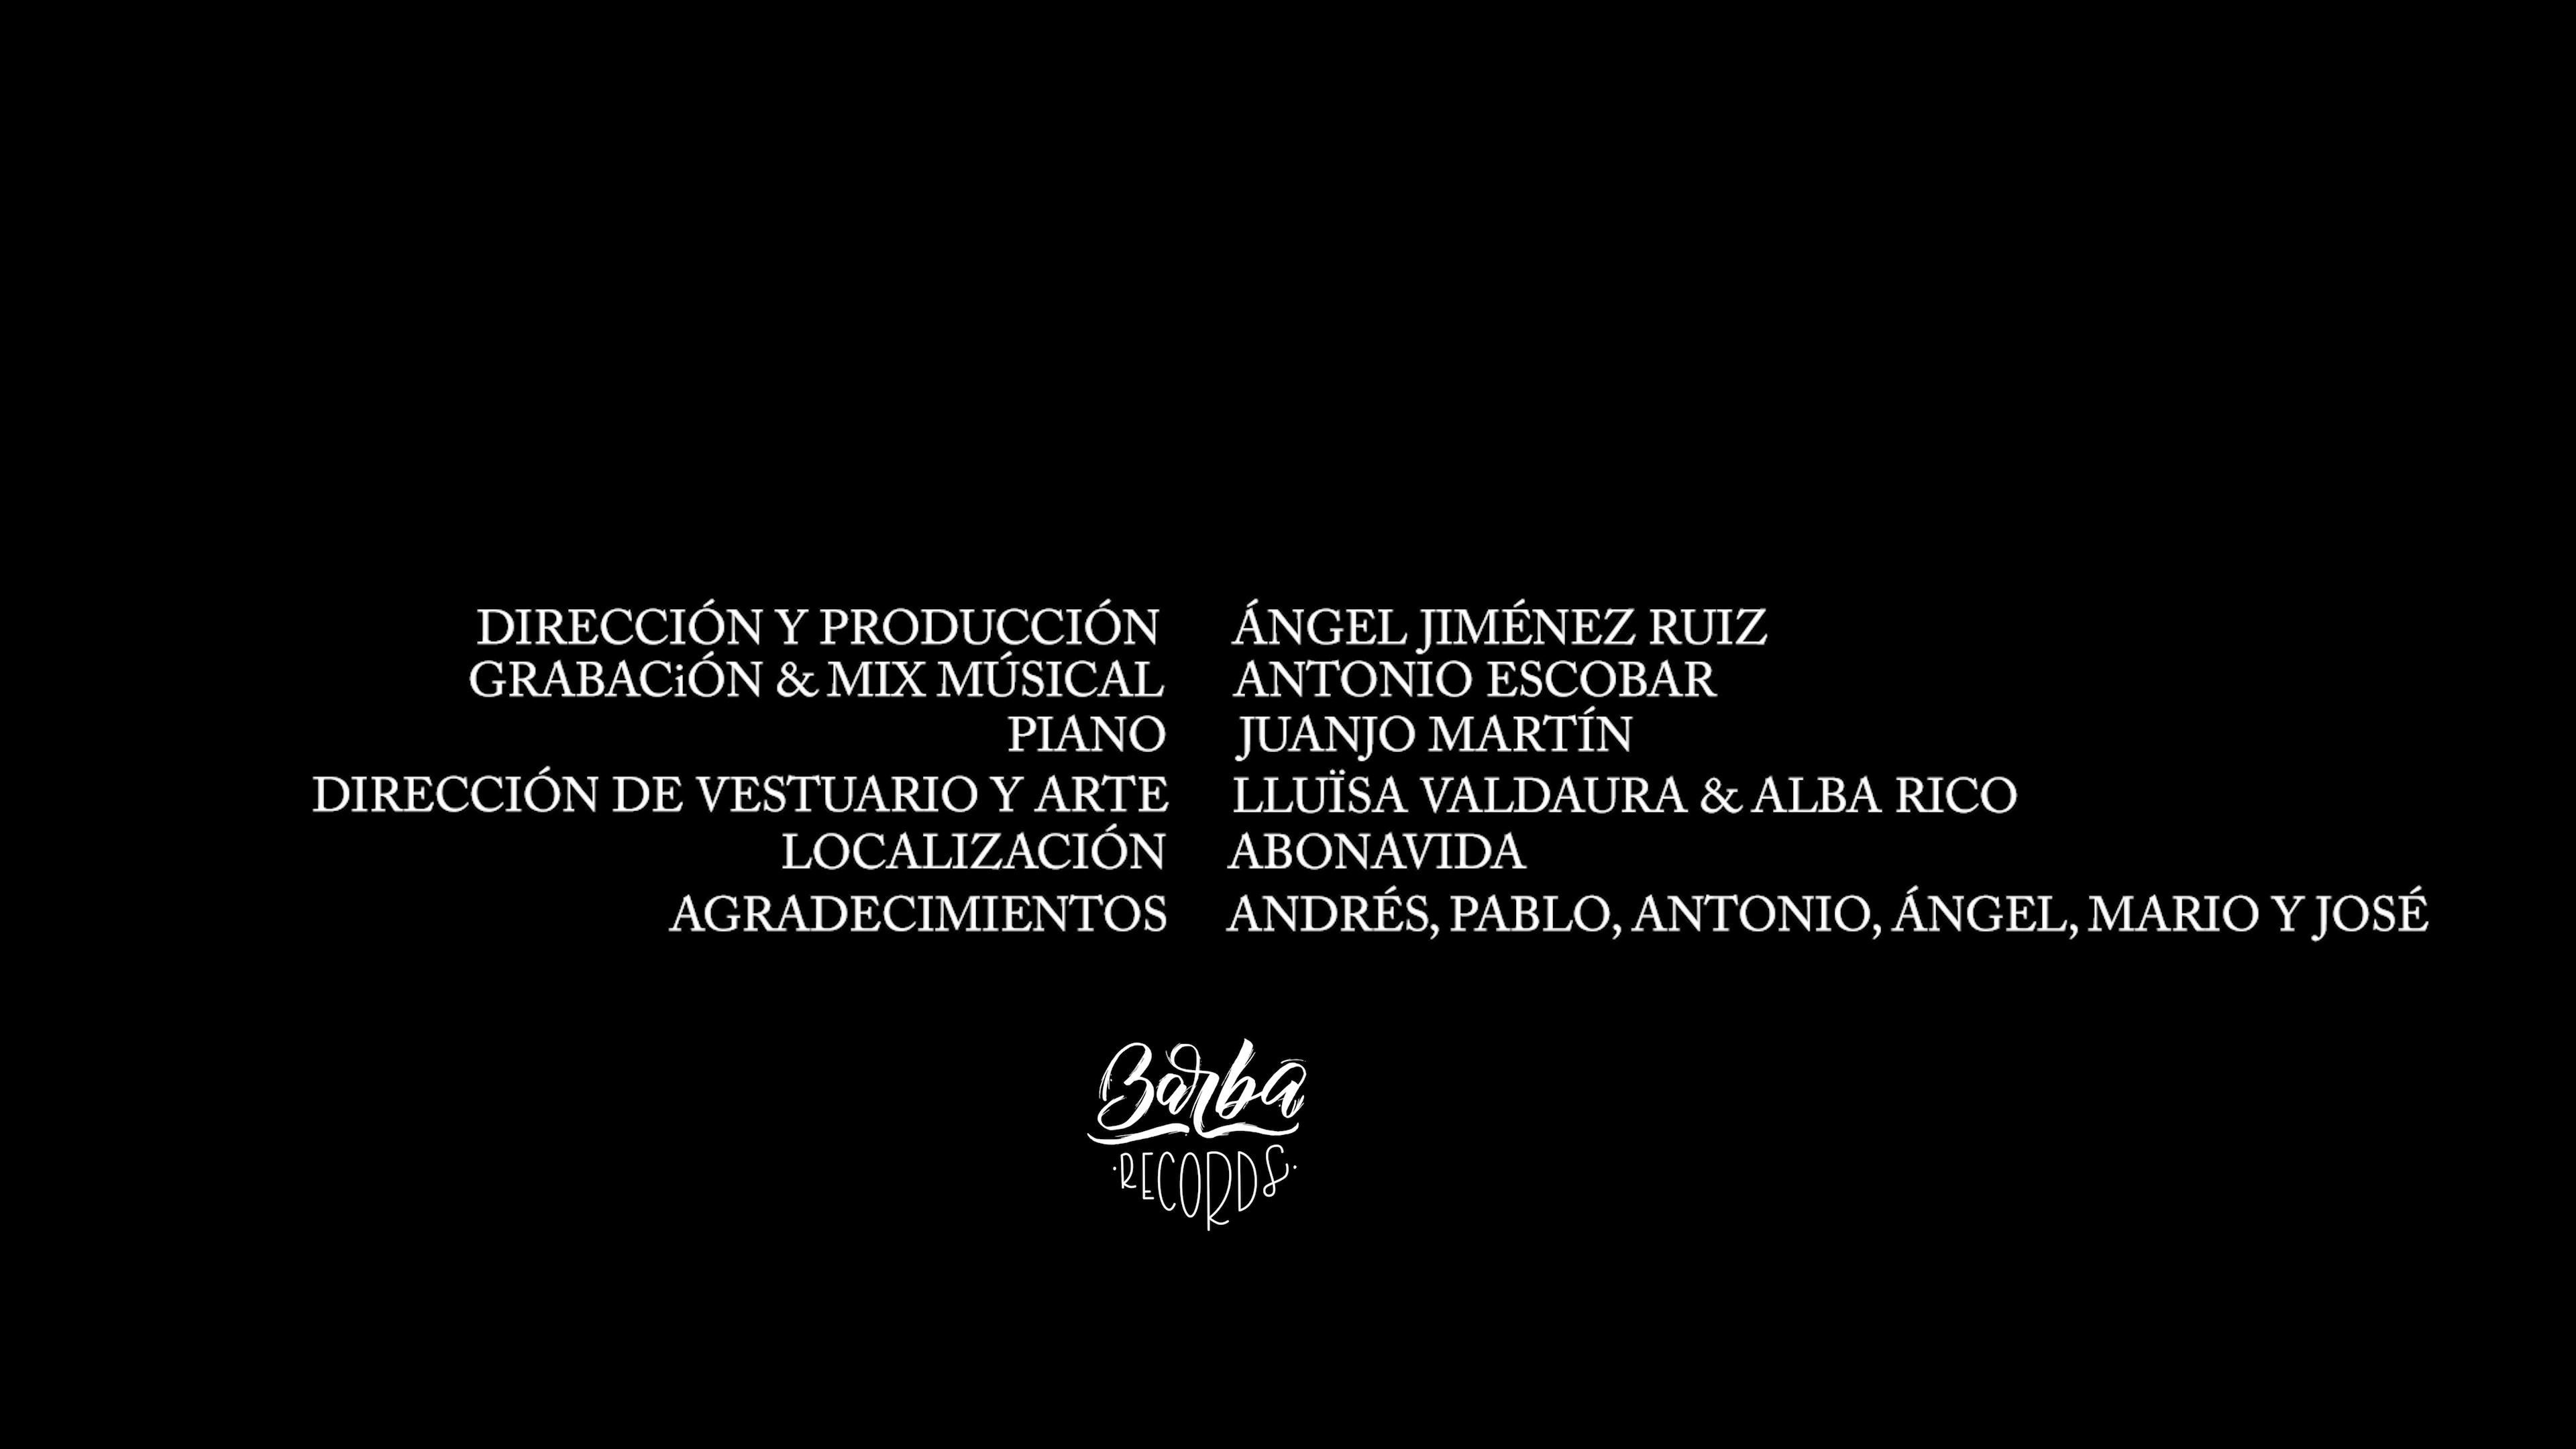 DIRECCIÓN Y PRODUCCIÓN ÁNGEL JIMÉNEZ RUIZ
GRABACiÓN & MIX MÚSICAL ANTONIO ESCOBAR
PIANO JUANJO MARTÍN
DIRECCIÓN DE VESTUARIO Y ARTE LLUÏSA VALDAURA & ALBA RICO
LOCALIZACIÓN ABONAVIDA
AGRADECIMIENTOS ANDRÉS, PABLO, ANTONIO, ÁNGEL, MARIO Y JOSÉ
Barba
·RECORDS·